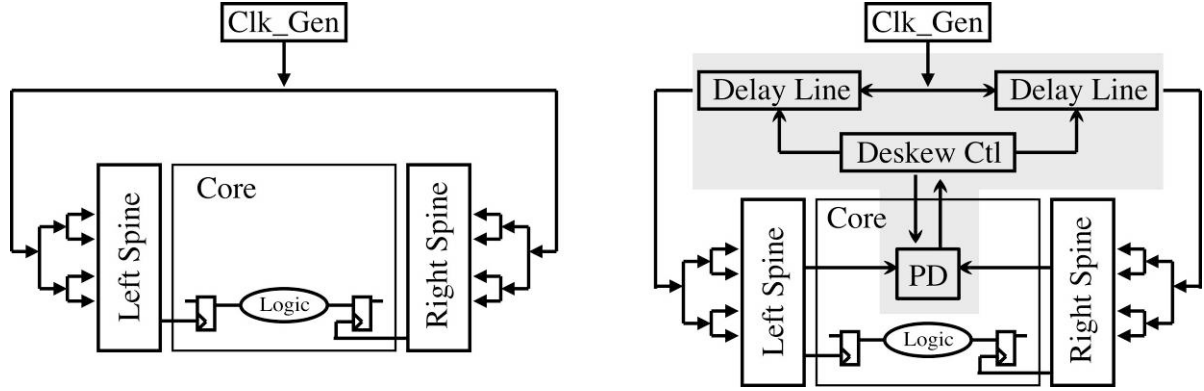 Clk_Gen
Core
Left Spine
Right Spine
Logic
Clk_Gen
Delay Line
Delay Line
Deskew Ctl
Core
PD
Left Spine
Right Spine
Logic